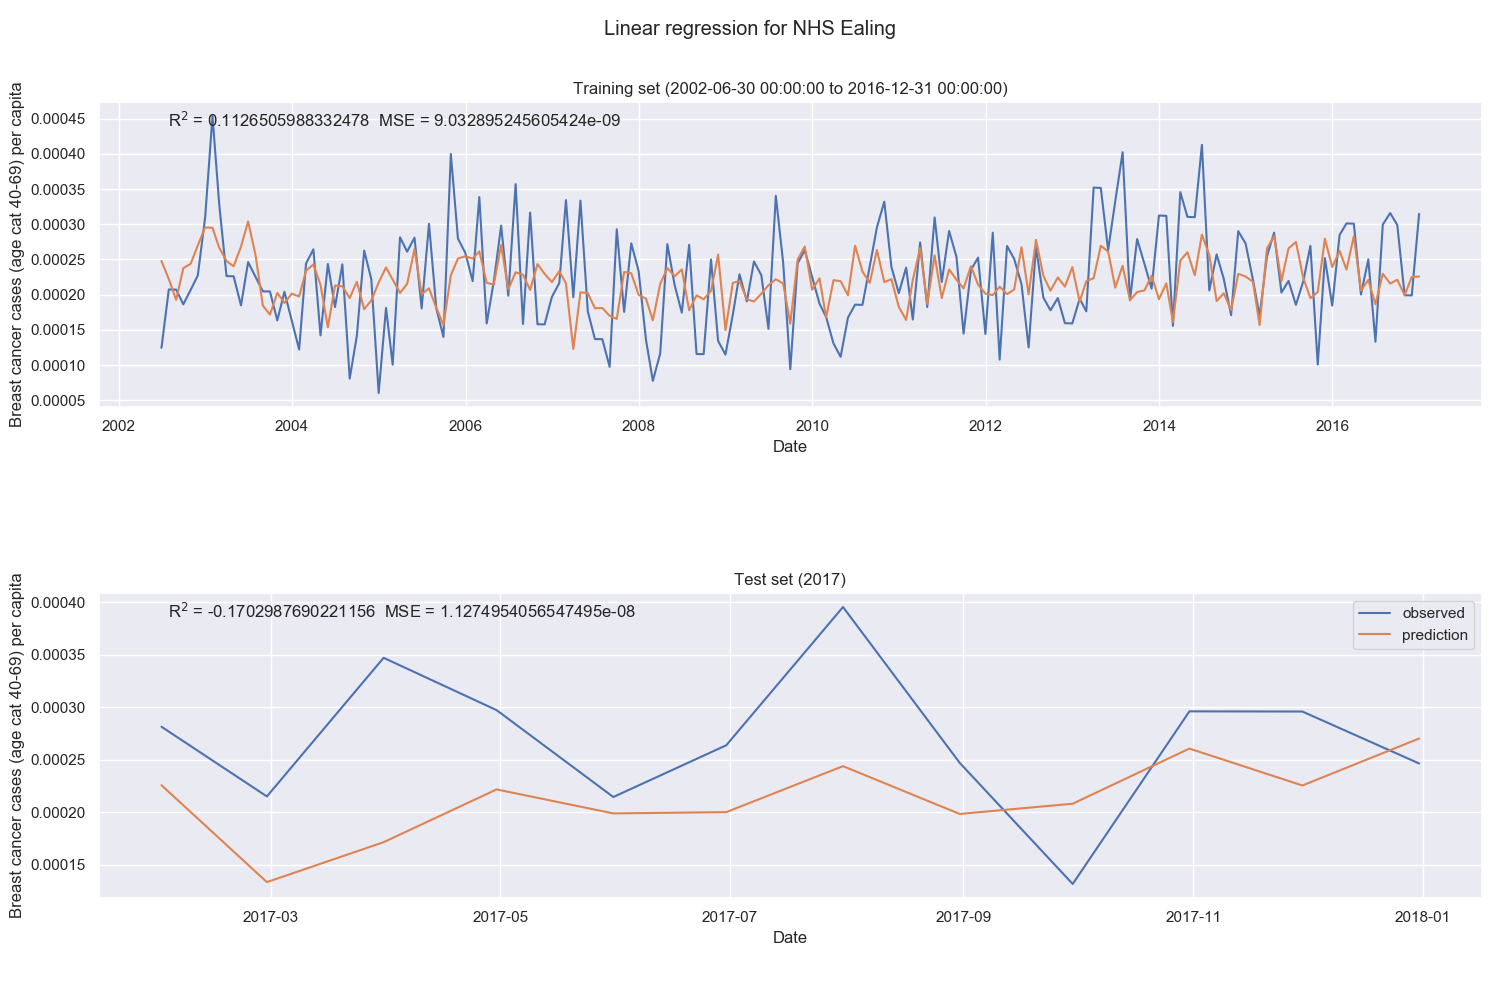 Linear regression for NHS Ealing
Training set (2002-06-30 00:00:00 to 2016-12-31 00:00:00)
Breast cancer cases (age cat 40-69) per capita
R² = 0.1126505988332478 MSE = 9.032895245605424e-09
0.00045
0.00040
0.00035
0.00030
0.00025
0.00020
0.00015
0.00010
0.00005
2002 2004 2006 2008 2010 2012 2014 2016
Date
Test set (2017)
Breast cancer cases (age cat 40-69) per capita
R² = -0.1702987690221156 MSE = 1.1274954056547495e-08
observed
prediction
0.00040
0.00035
0.00030
0.00025
0.00020
0.00015
2017-03 2017-05 2017-07 2017-09 2017-11 2018-01
Date